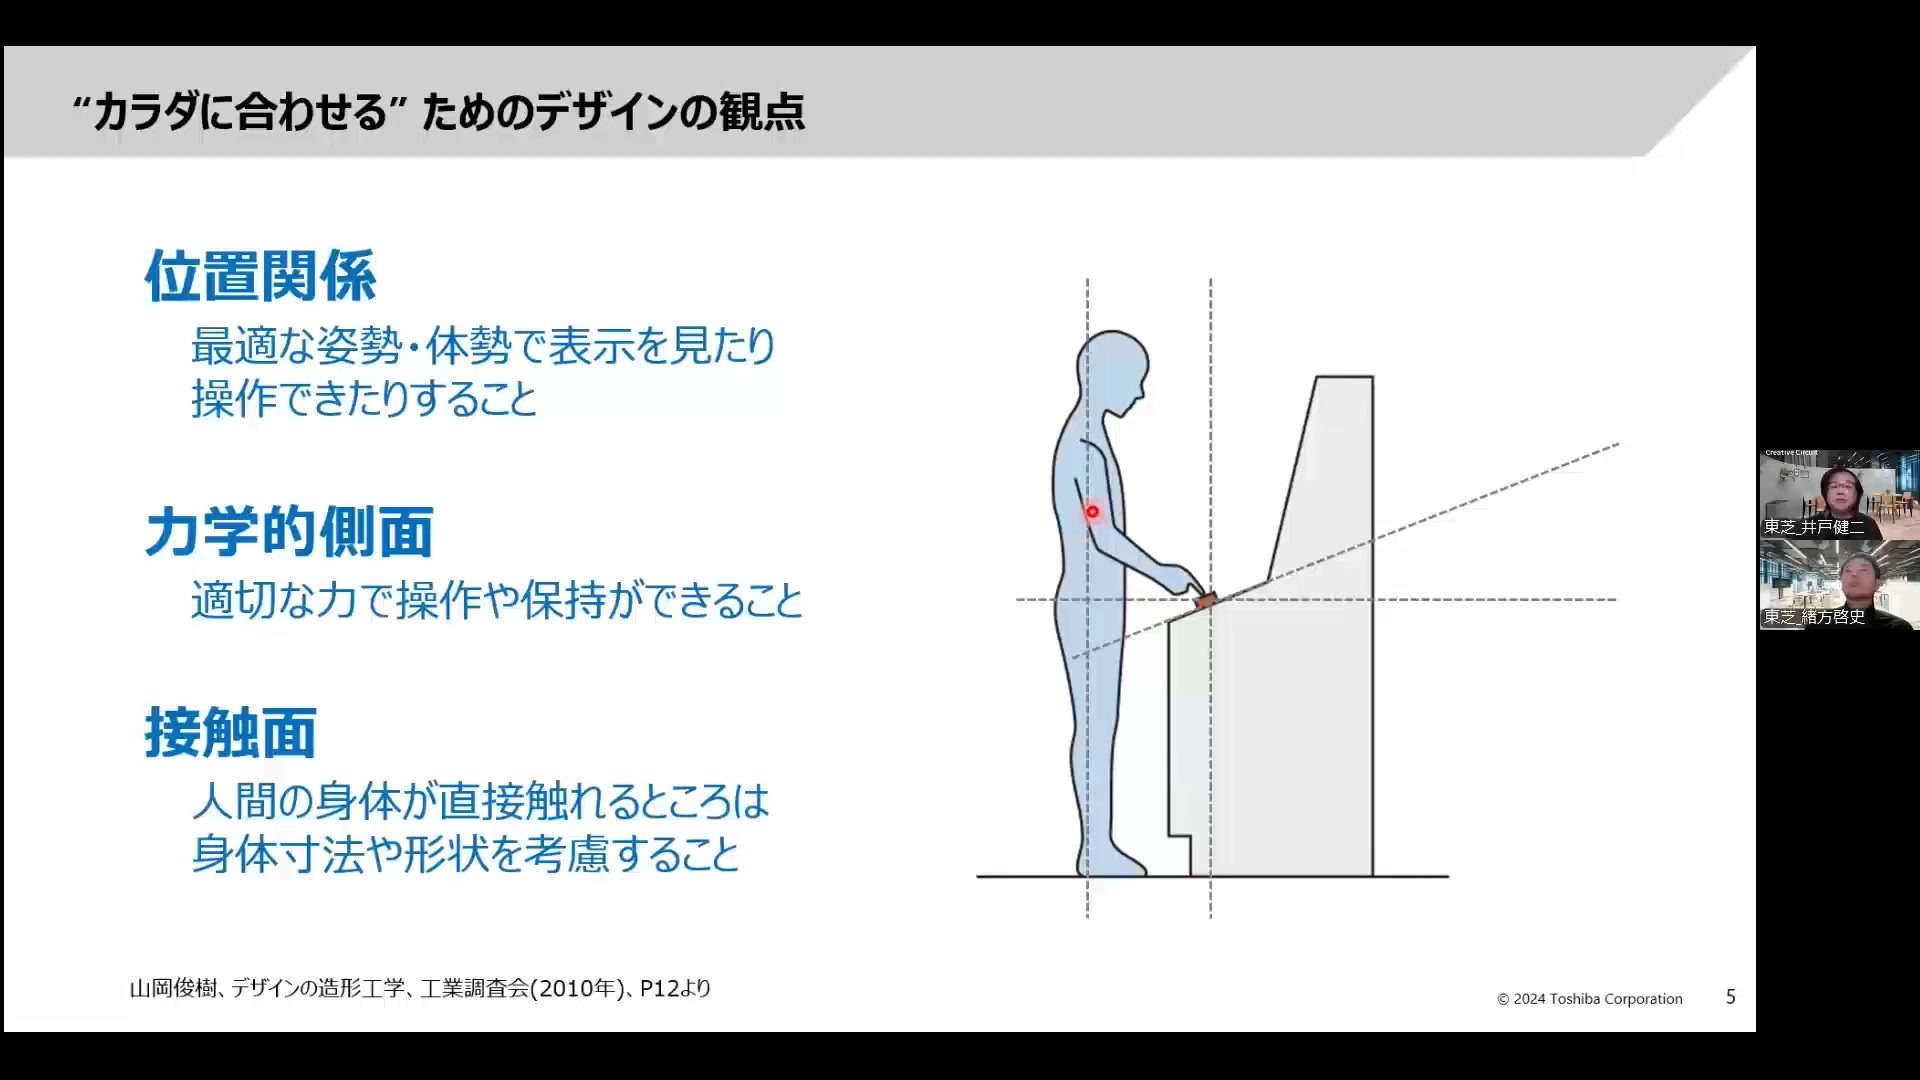 “カラダに合わせる” ためのデザインの観点
位置関係
最適な姿勢・体勢で表示を見たり
操作できたりすること
力学的側面
適切な力で操作や保持ができること
接触面
人間の身体が直接触れるところは
身体寸法や形状を考慮すること
山岡俊樹、デザインの造形工学、工業調査会(2010年)、P12より
© 2024 Toshiba Corporation
5
Creative Circuit
東芝_井戸健二
東芝_緒方啓史